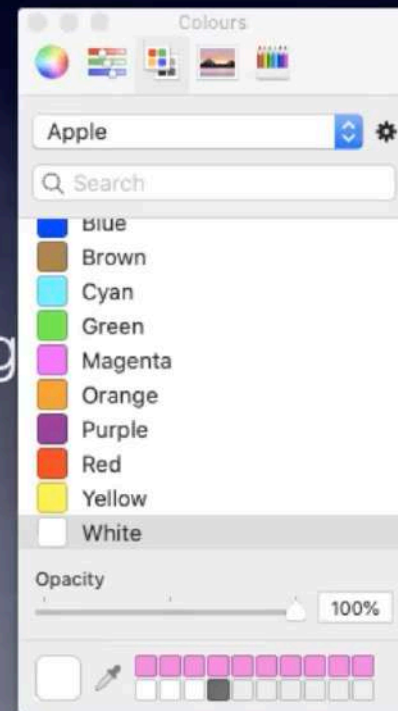 Colours
Apple
Search
Blue
Brown
Cyan
Green
Magenta
Orange
Purple
Red
Yellow
White
Opacity
100%
g